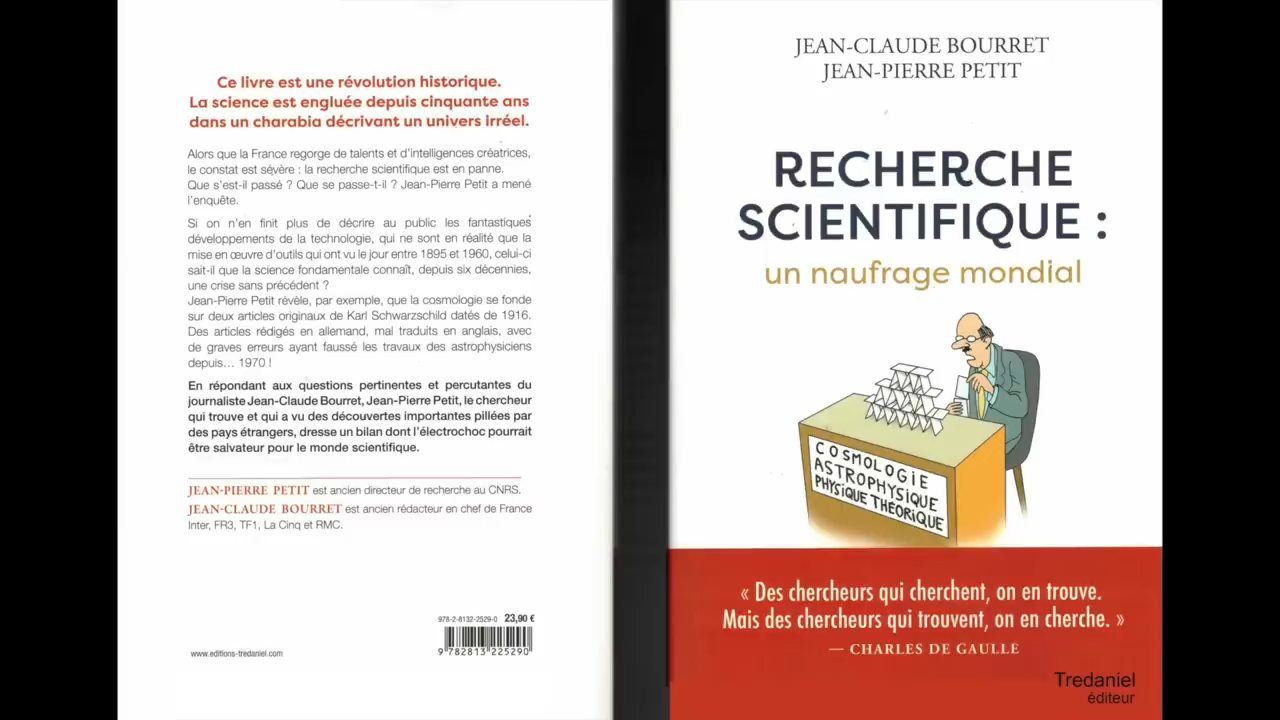 Ce livre est une révolution historique.
La science est engluée depuis cinquante ans
dans un charabia décrivant un univers irréel.
Alors que la France regorge de talents et d'intelligences créatrices,
le constat est sévère : la recherche scientifique est en panne.
Que s'est-il passé ? Que se passe-t-il ? Jean-Pierre Petit a mené
l'enquête.
Si on n'en finit plus de décrire au public les fantastiques
développements de la technologie, qui ne sont en réalité que la
mise en œuvre d'outils qui ont vu le jour entre 1895 et 1960, celui-ci
sait-il que la science fondamentale connaît, depuis six décennies,
une crise sans précédent ?
Jean-Pierre Petit révèle, par exemple, que la cosmologie se fonde
sur deux articles originaux de Karl Schwarzschild datés de 1916.
Des articles rédigés en allemand, mal traduits en anglais, avec
de graves erreurs ayant faussé les travaux des astrophysiciens
depuis... 1970 !
En répondant aux questions pertinentes et percutantes du
journaliste Jean-Claude Bourret, Jean-Pierre Petit, le chercheur
qui trouve et qui a vu des découvertes importantes pillées par
des pays étrangers, dresse un bilan dont l'électrochoc pourrait
être salvateur pour le monde scientifique.
JEAN-PIERRE PETIT est ancien directeur de recherche au CNRS.
JEAN-CLAUDE BOURRET est ancien rédacteur en chef de France
Inter, FR3, TF1, La Cinq et RMC.
978-2-8132-2529-0 23,90 €
9 782813 225290
www.editions-tredaniel.com
JEAN-CLAUDE BOURRET
JEAN-PIERRE PETIT
RECHERCHE
SCIENTIFIQUE :
un naufrage mondial
COSMOLOGiE
ASTROPHYSIQUE
PHYSIQUE THÉORiQUE
« Des chercheurs qui cherchent, on en trouve.
Mais des chercheurs qui trouvent, on en cherche. »
— CHARLES DE GAULLE
Tredaniel
éditeur